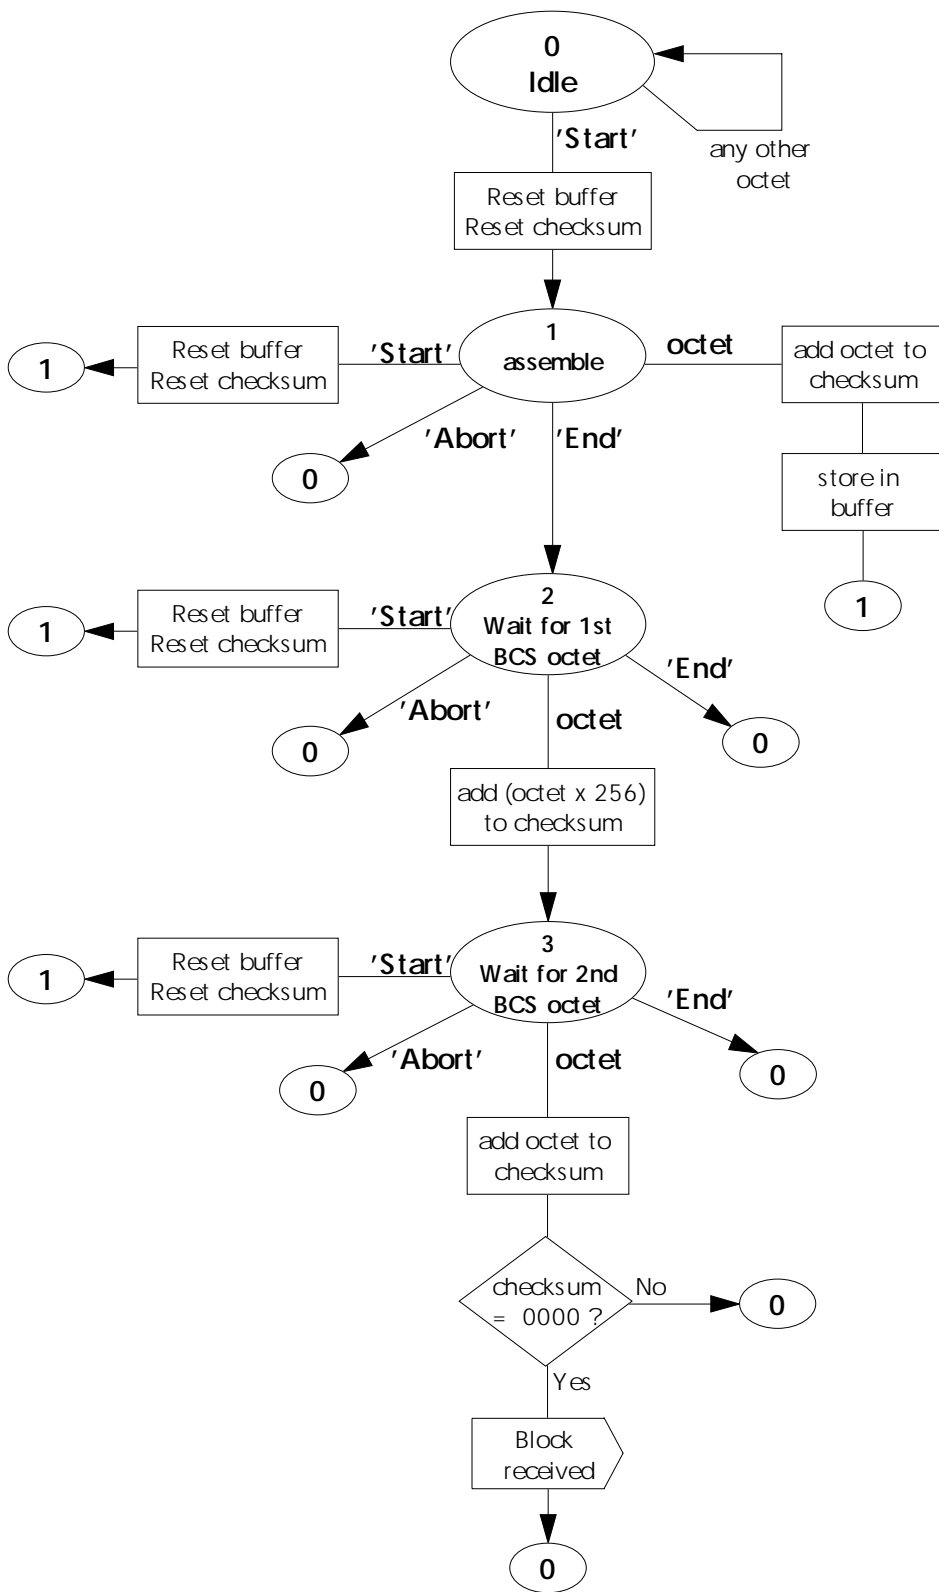 0
Idle
'Start'
any other
octet
Reset buffer
Reset checksum
1
Reset buffer
Reset checksum
'Start'
1
assemble
octet
add octet to
checksum
'Abort'
'End'
0
store in
buffer
1
1
Reset buffer
Reset checksum
'Start'
2
Wait for 1st
BCS octet
'End'
'Abort'
octet
0
0
add (octet x 256)
to checksum
1
Reset buffer
Reset checksum
'Start'
3
Wait for 2nd
BCS octet
'End'
'Abort'
octet
0
0
add octet to
checksum
checksum
= 0000 ?
No
0
Yes
Block
received
0